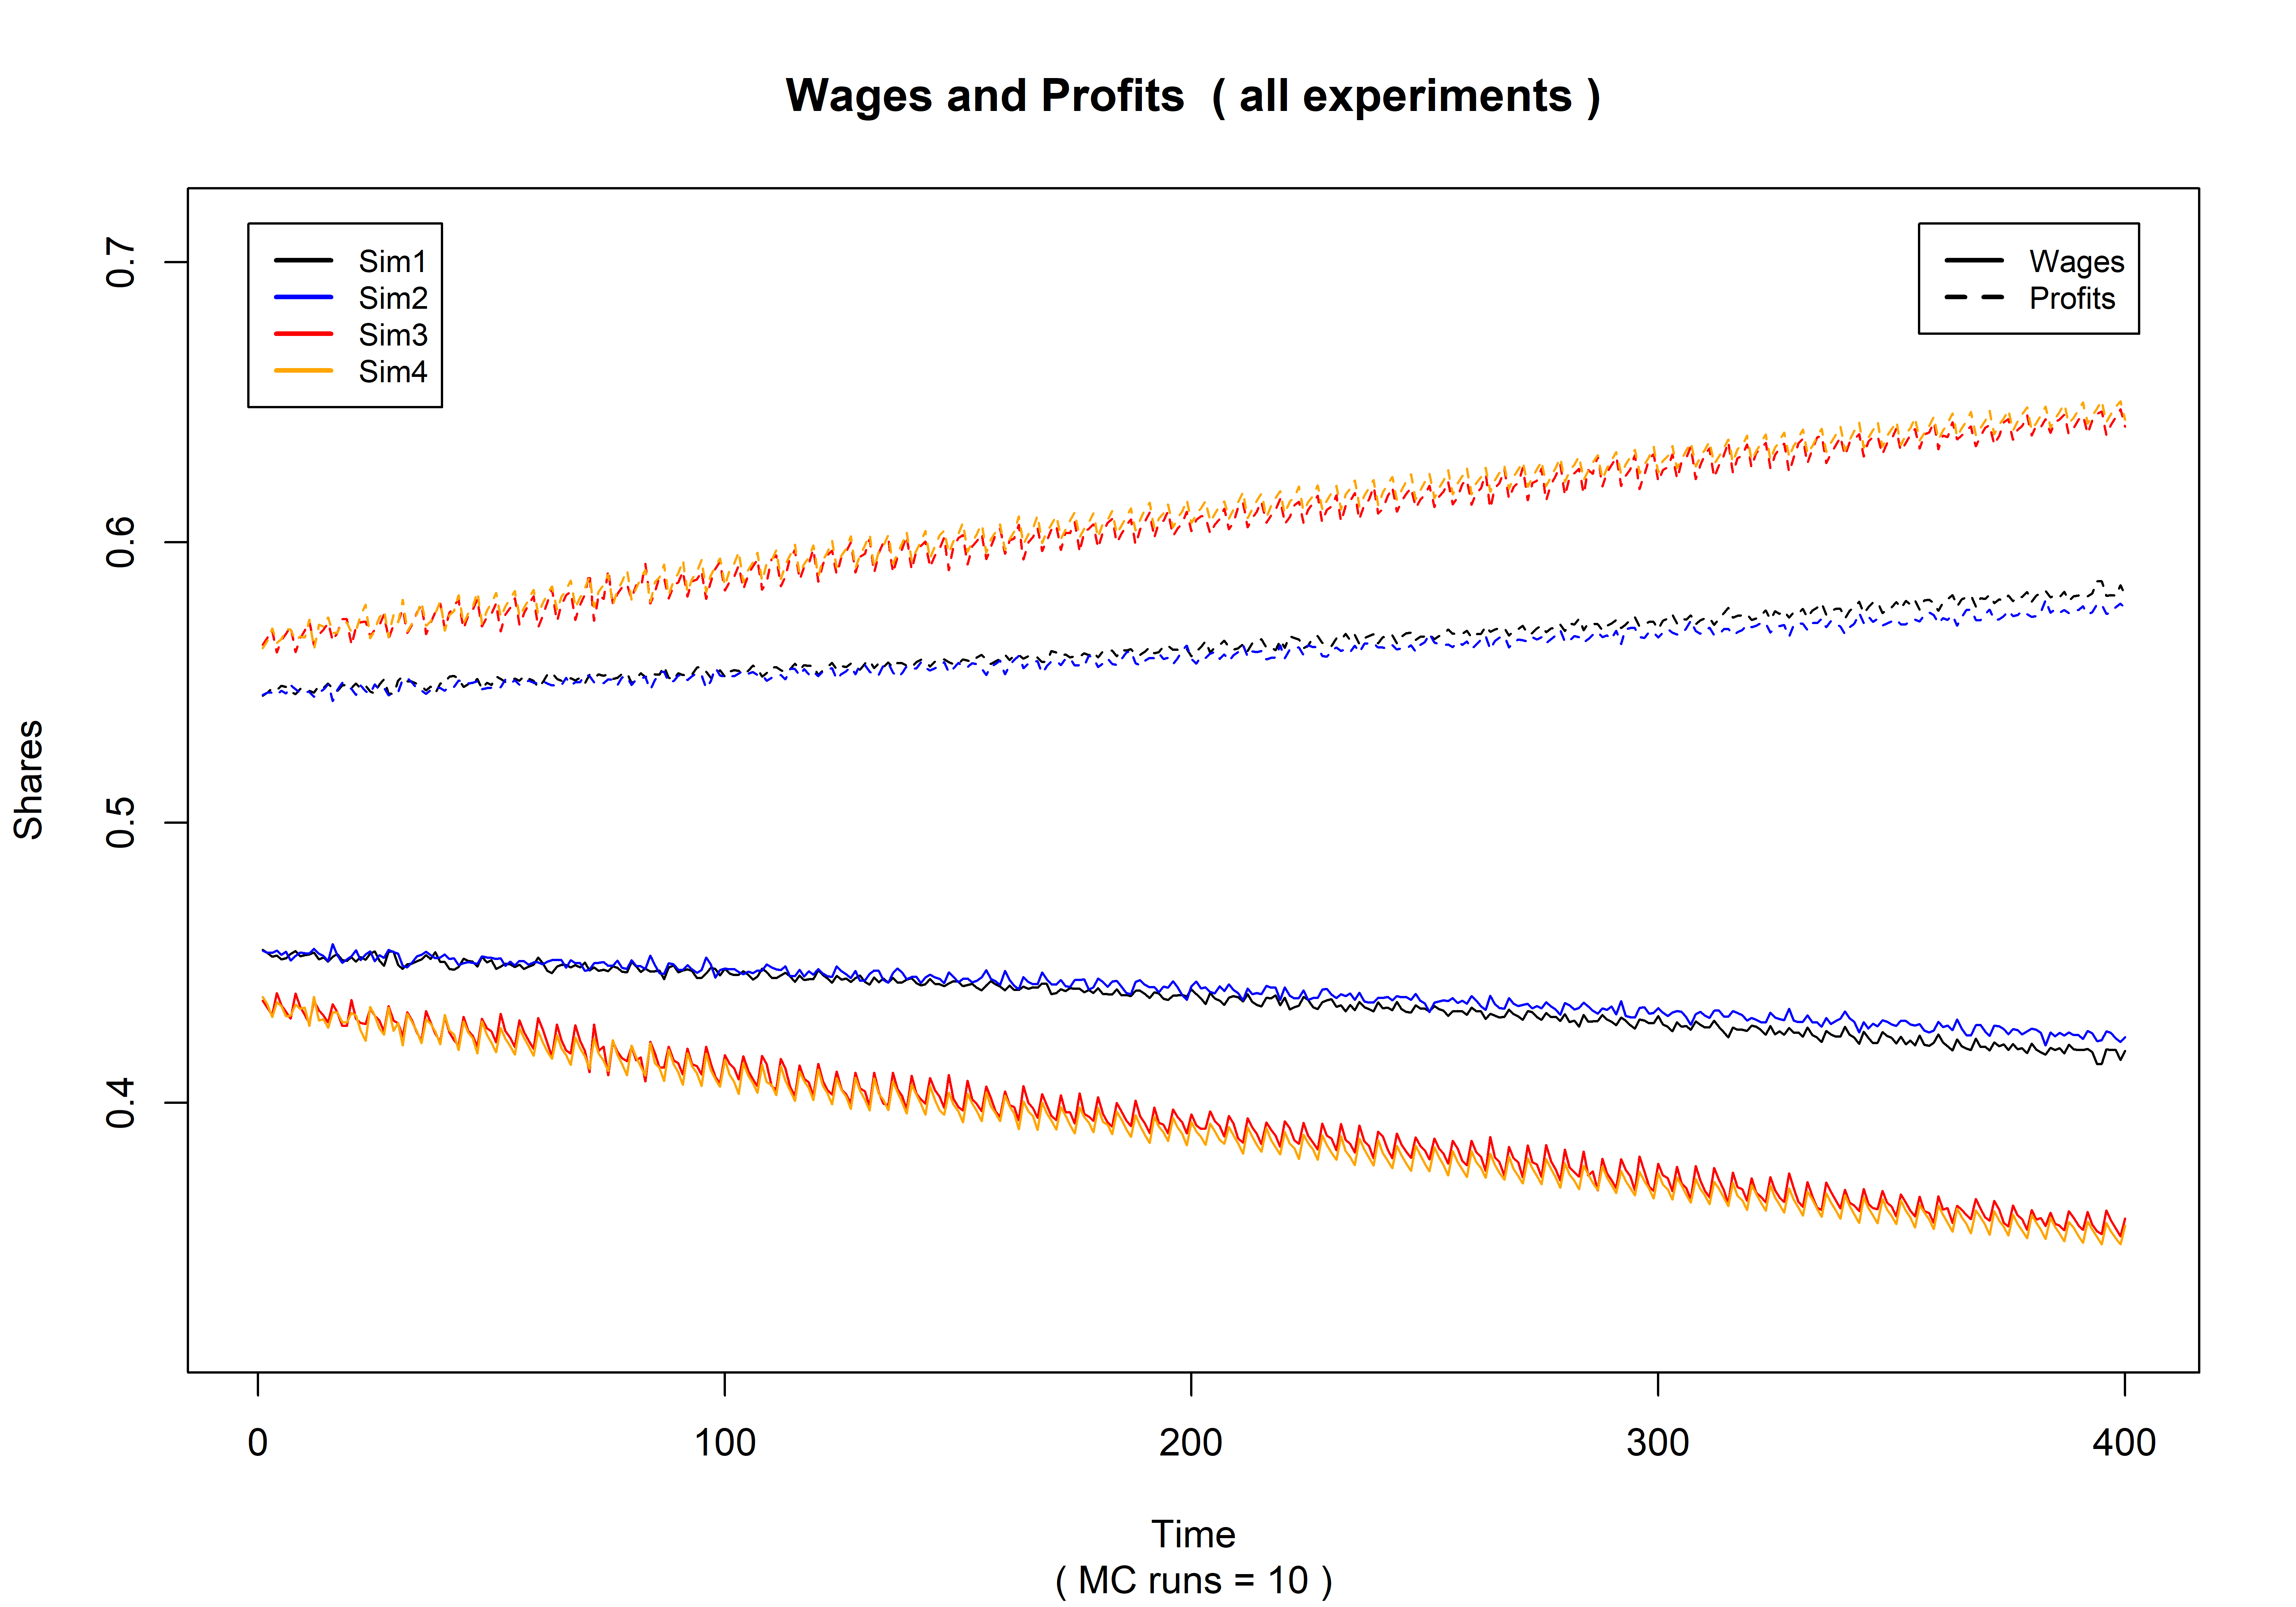 Wages and Profits ( all experiments )
Sim1
Sim2
Sim3
Sim4
Wages
Profits
0.7
0.6
0.5
0.4
Shares
0 100 200 300 400
Time
( MC runs = 10 )